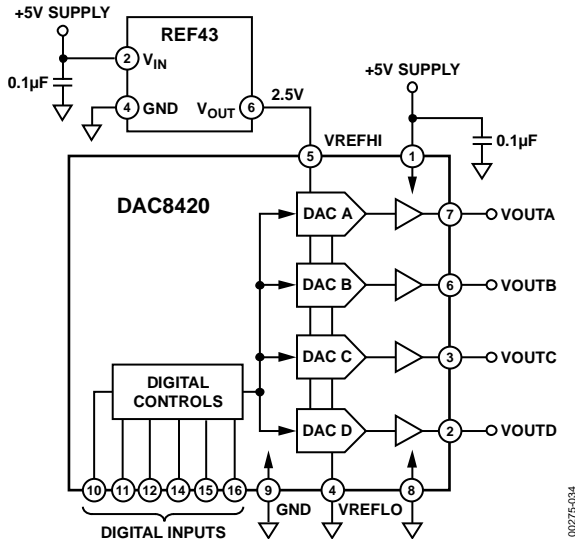 +5V SUPPLY
REF43
2 VIN
0.1µF
4 GND
VOUT 6
2.5V
+5V SUPPLY
0.1µF
5 VREFHI
1
DAC8420
DAC A
7 VOUTA
DAC B
6 VOUTB
DAC C
3 VOUTC
DIGITAL
CONTROLS
DAC D
2 VOUTD
10 11 12 14 15 16 9 GND 4 VREFLO 8
DIGITAL INPUTS
00275-034